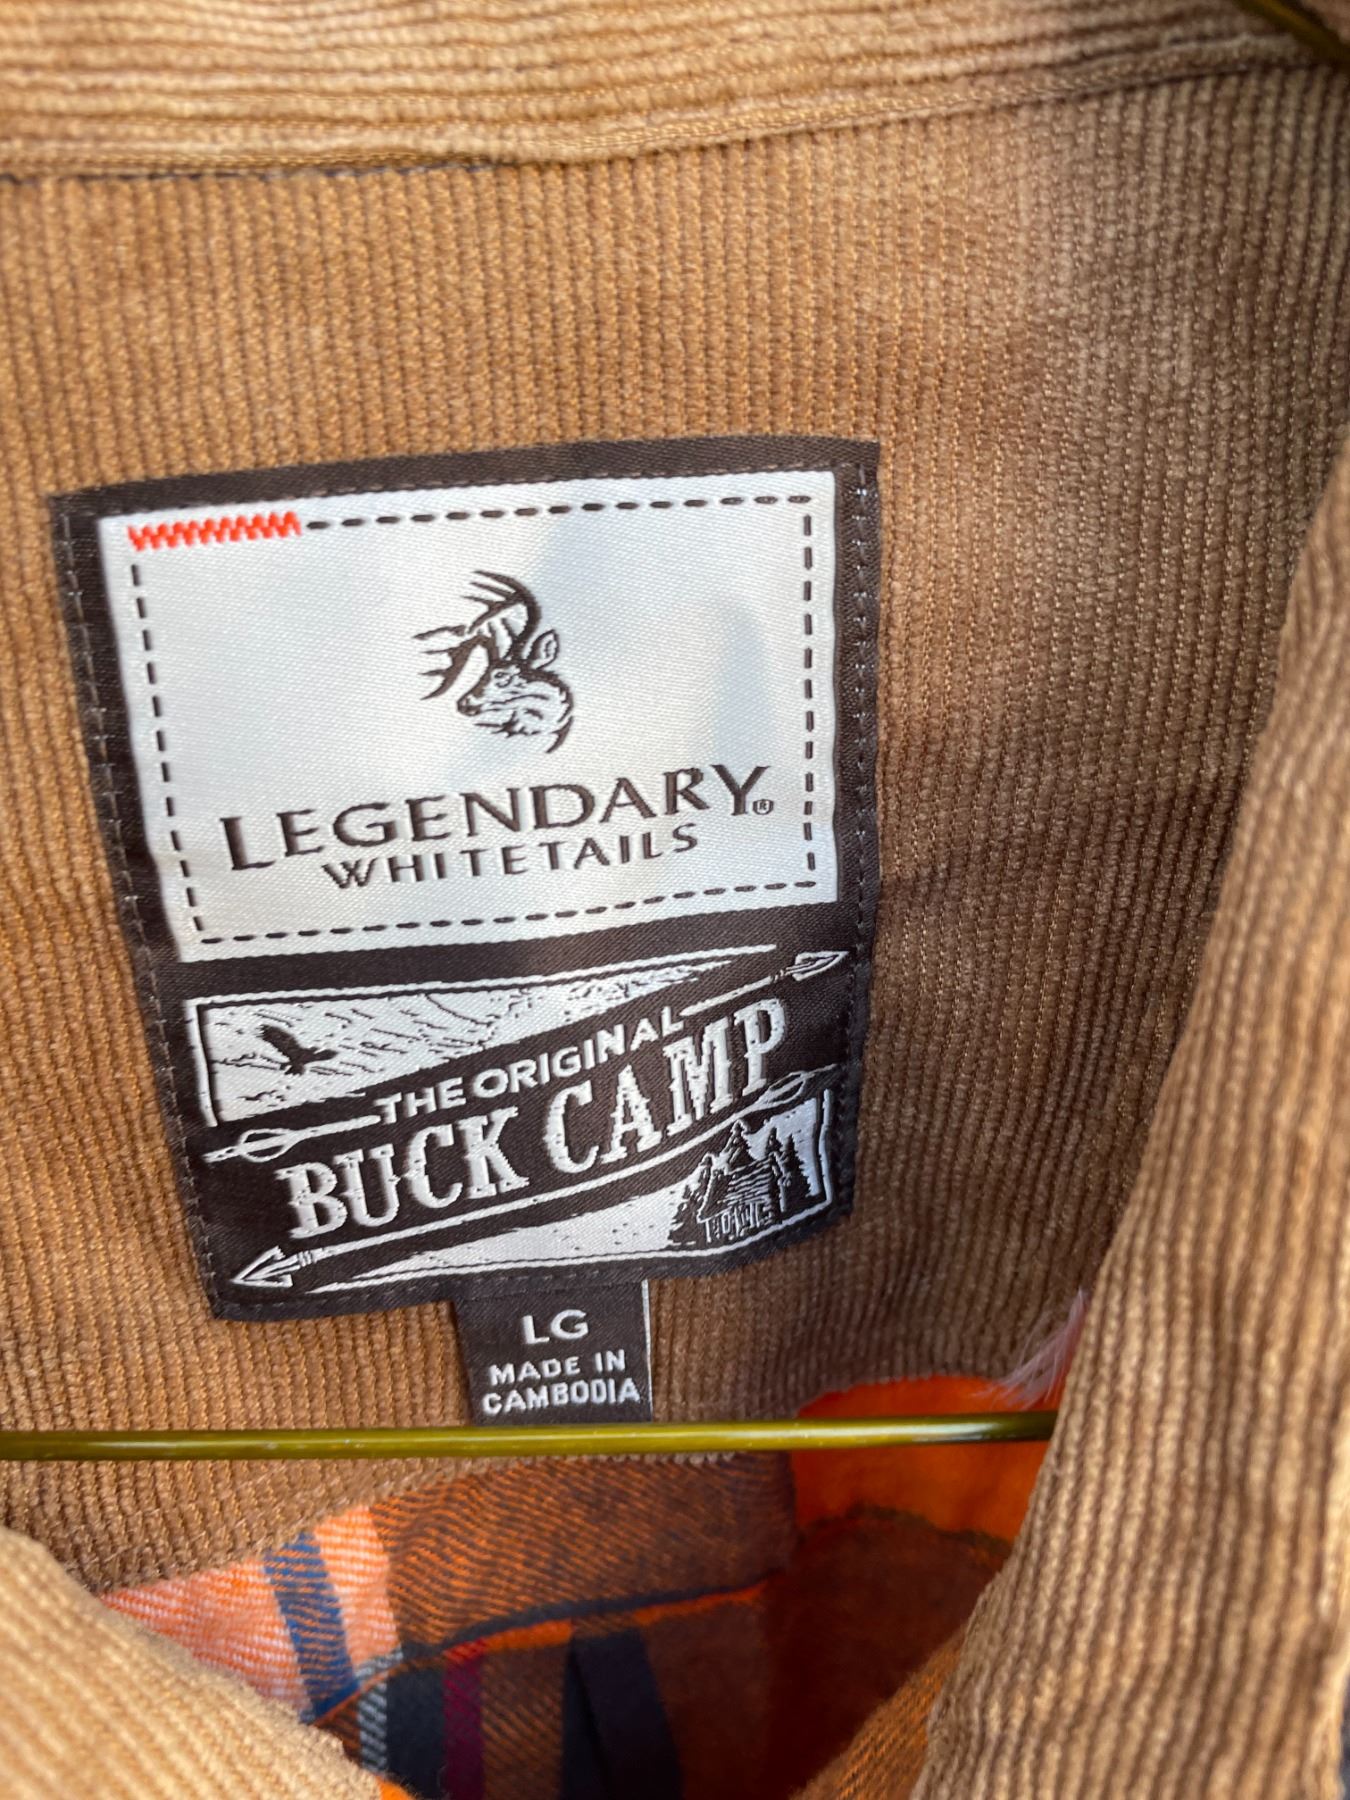 LEGENDARY®
WHITETAILS
THE ORIGINAL
BUCK CAMP
LG
MADE IN
CAMBODIA